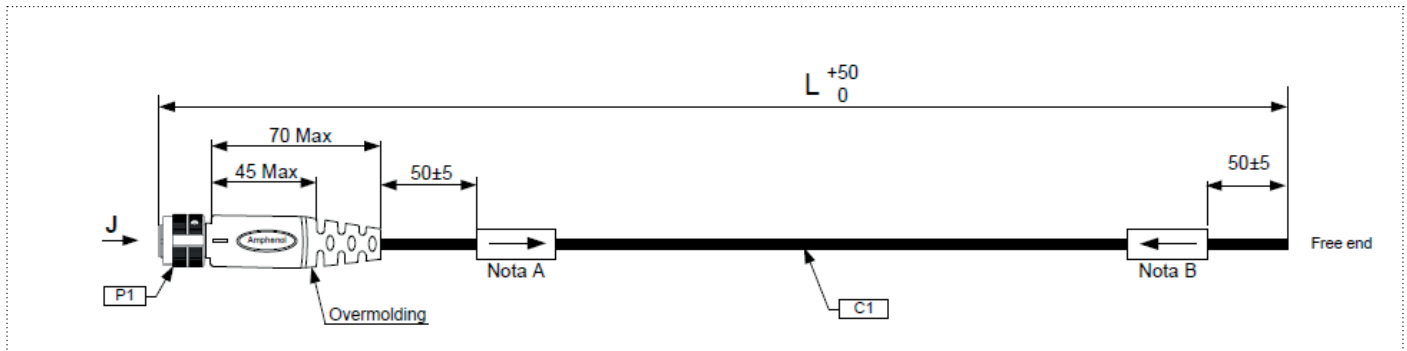 L +50
0
70 Max
45 Max
50±5
50±5
J
Amphenol
Free end
Nota A
Nota B
P1
C1
Overmolding